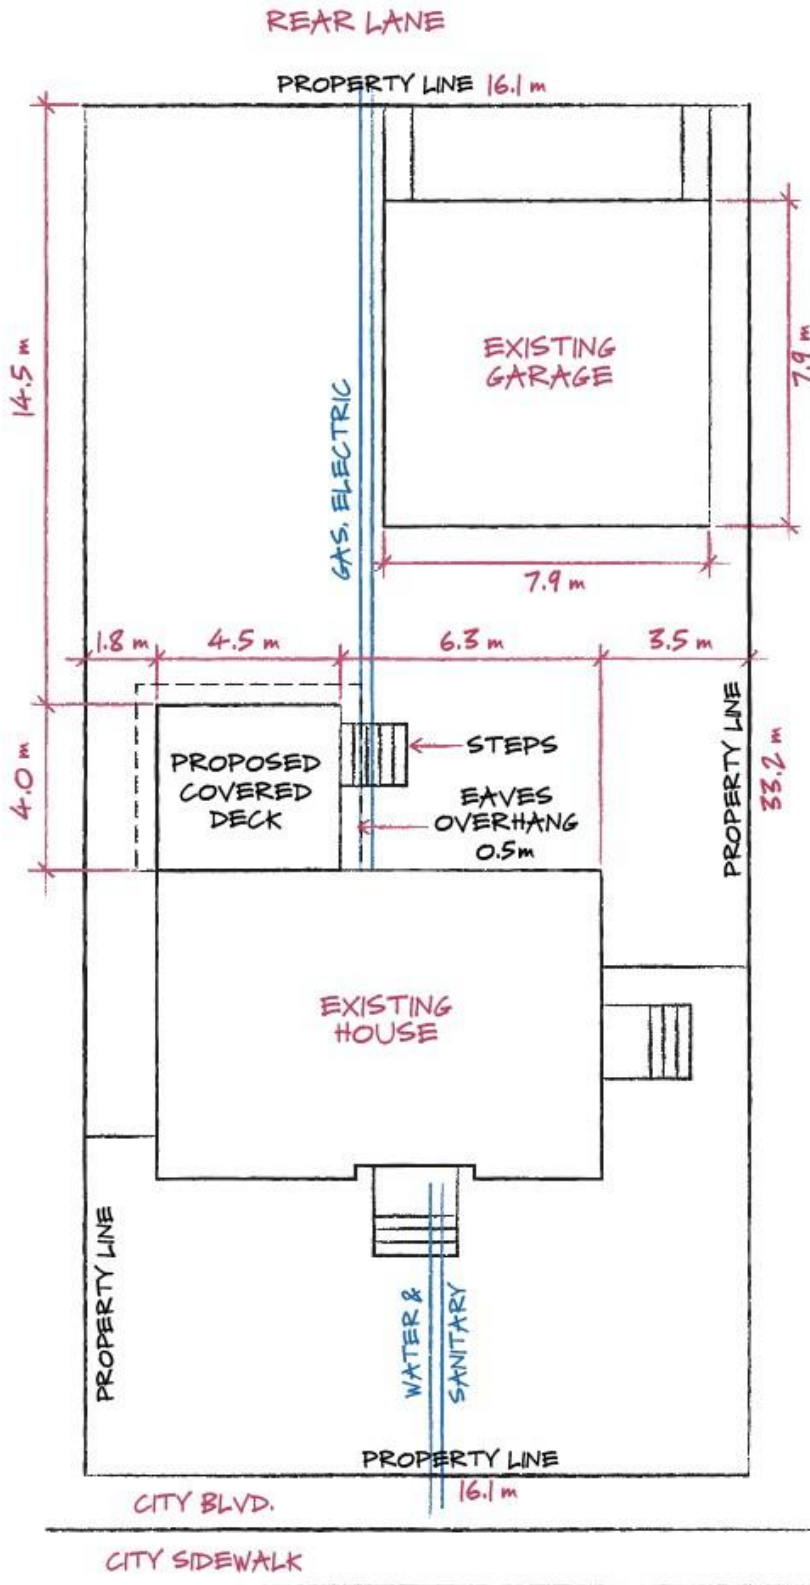 REAR LANE
PROPERTY LINE 16.1 m
EXISTING
GARAGE
7.9 m
14.5 m
GAS, ELECTRIC
7.9 m
1.8 m 4.5 m 6.3 m 3.5 m
PROPERTY LINE
33.2 m
4.0 m
PROPOSED
COVERED
DECK
STEPS
EAVES
OVERHANG
0.5m
EXISTING
HOUSE
PROPERTY LINE
WATER &
SANITARY
PROPERTY LINE
16.1 m
CITY BLVD.
CITY SIDEWALK